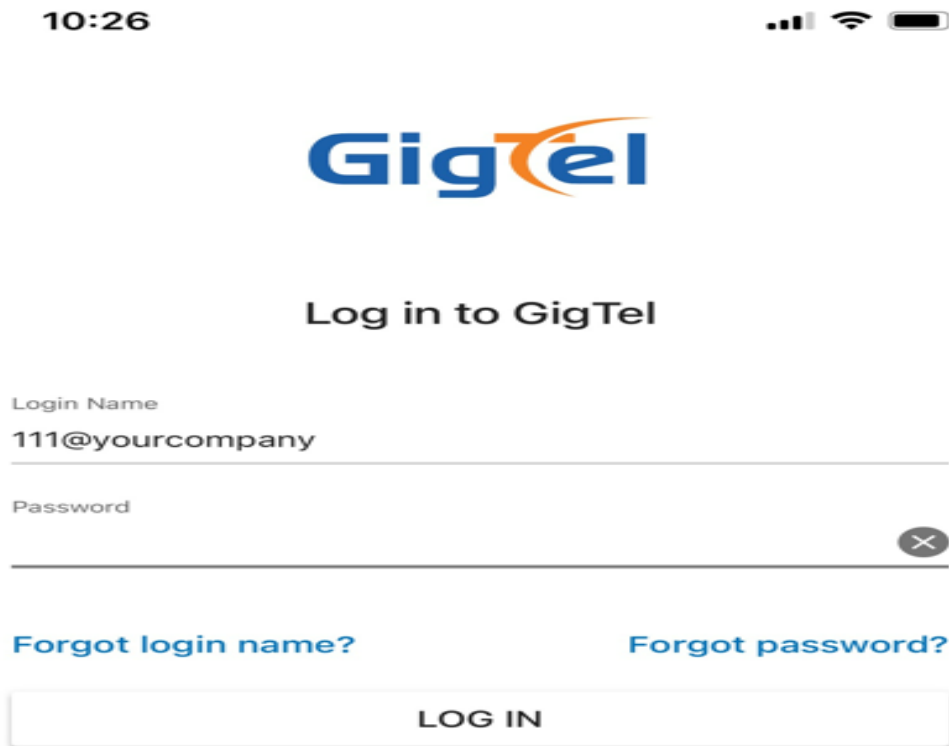 10:26
GigTel
Log in to GigTel
Login Name
111@yourcompany
Password
Forgot login name? Forgot password?
LOG IN